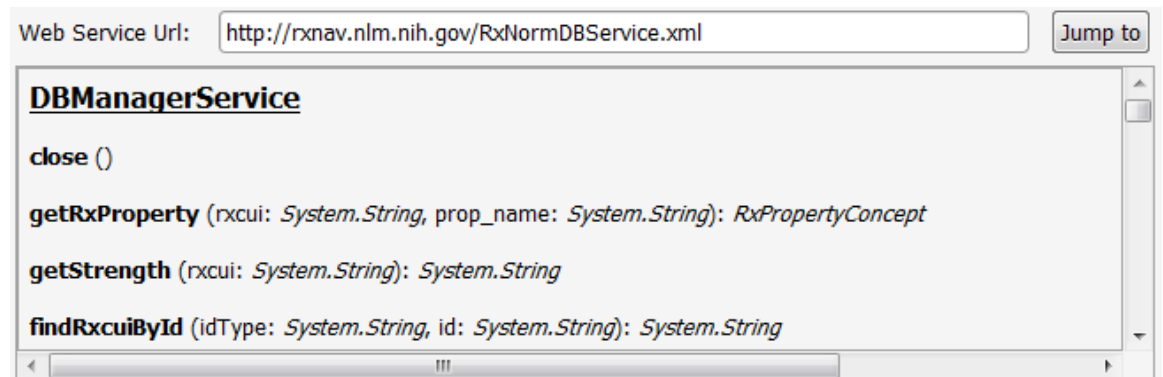 Web Service Url: http://rxnav.nlm.nih.gov/RxNormDBService.xml Jump to
DBManagerService
close ()
getRxProperty (rxcui: System.String, prop_name: System.String): RxPropertyConcept
getStrength (rxcui: System.String): System.String
findRxcuiById (idType: System.String, id: System.String): System.String